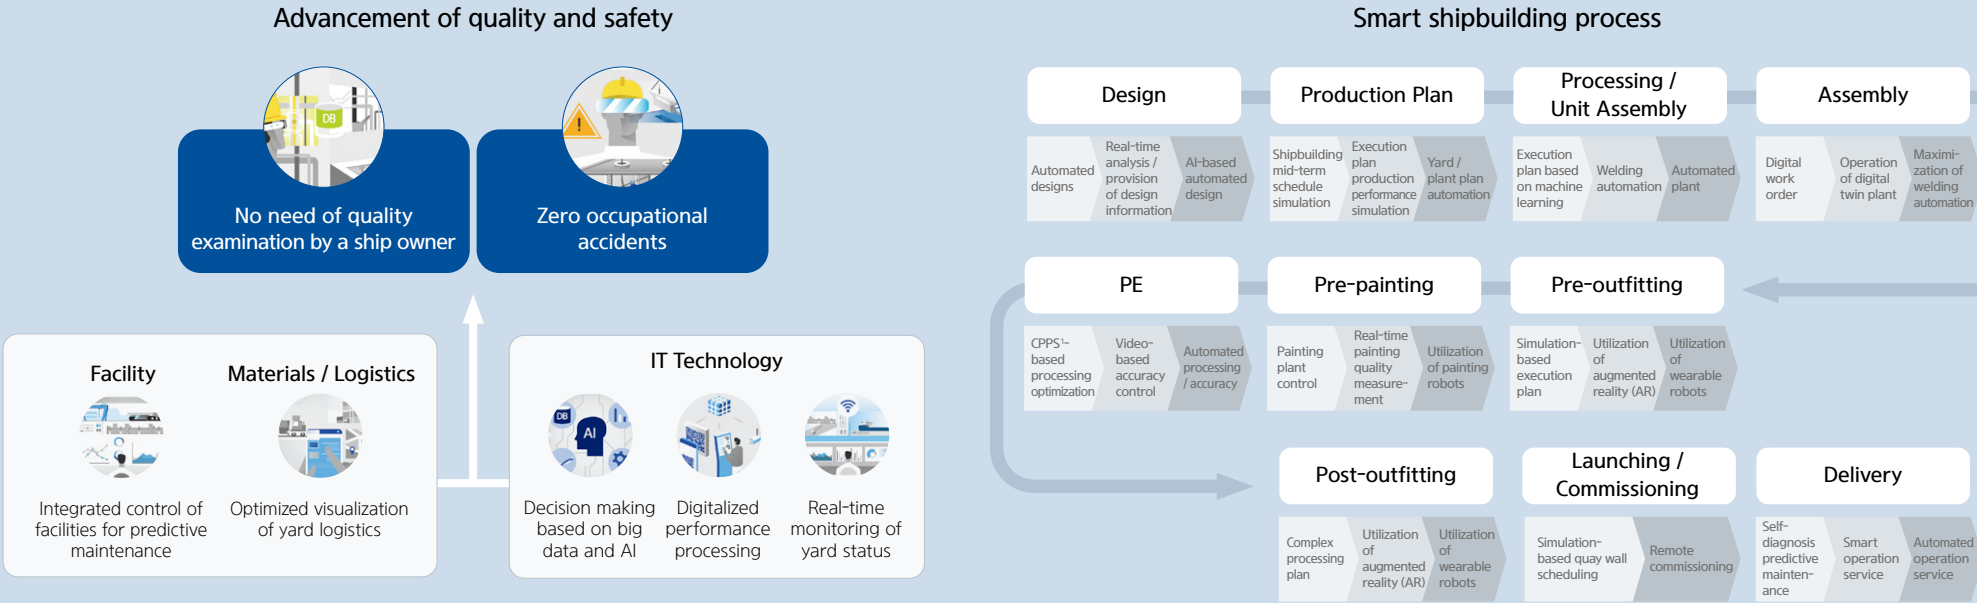 Advancement of quality and safety
DB
No need of quality
examination by a ship owner
!
Zero occupational
accidents
Facility
Integrated control of
facilities for predictive
maintenance
Materials / Logistics
Optimized visualization
of yard logistics
IT Technology
DB
AI
Decision making
based on big
data and AI
Digitalized
performance
processing
Real-time
monitoring of
yard status
Smart shipbuilding process
Design
Automated
designs
Real-time
analysis /
provision
of design
information
AI-based
automated
design
Production Plan
Shipbuilding
mid-term
schedule
simulation
Execution
plan
production
performance
simulation
Yard /
plant plan
automation
Processing /
Unit Assembly
Execution
plan based
on machine
learning
Welding
automation
Automated
plant
Assembly
Digital
work
order
Operation
of digital
twin plant
Maximi-
zation of
welding
automation
PE
CPPS¹-
based
processing
optimization
Video-
based
accuracy
control
Automated
processing
/ accuracy
Pre-painting
Painting
plant
control
Real-time
painting
quality
measure-
ment
Utilization
of painting
robots
Pre-outfitting
Simulation-
based
execution
plan
Utilization
of
augmented
reality (AR)
Utilization
of
wearable
robots
Post-outfitting
Complex
processing
plan
Utilization
of
augmented
reality (AR)
Utilization
of
wearable
robots
Launching /
Commissioning
Simulation-
based quay wall
scheduling
Remote
commissioning
Delivery
Self-
diagnosis
predictive
mainten-
ance
Smart
operation
service
Automated
operation
service